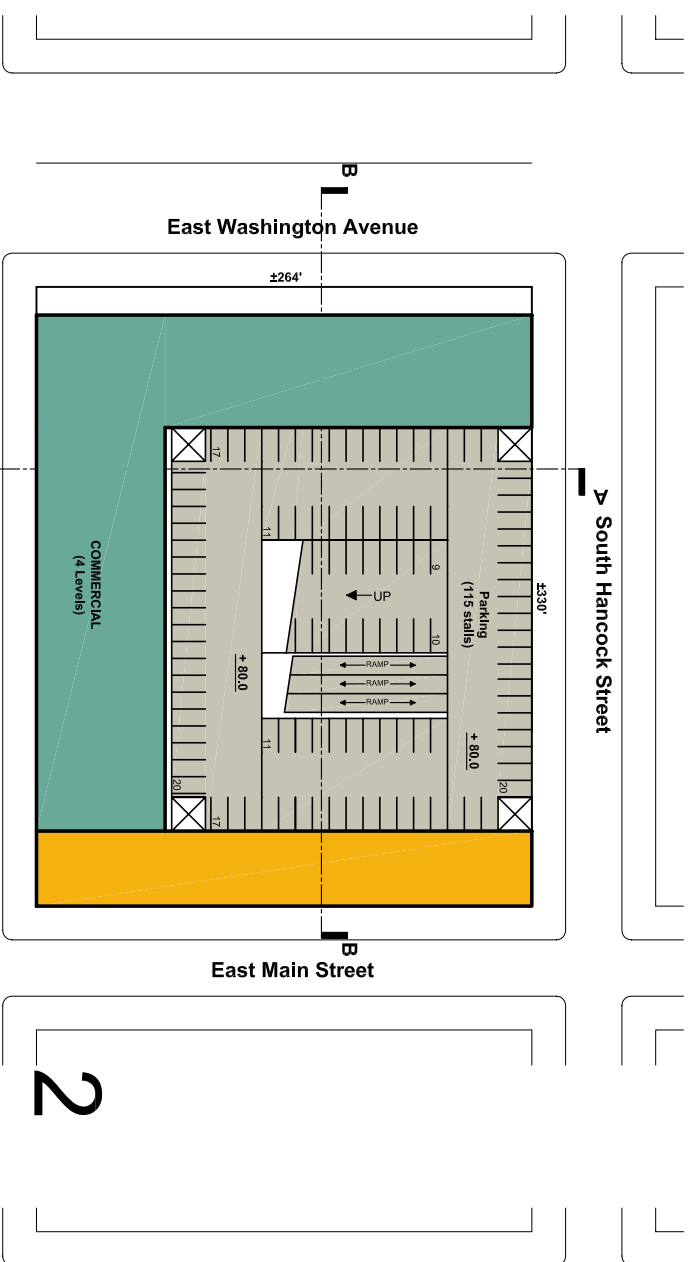 B
East Washington Avenue
±264'
17
A
South Hancock Street
11
9
COMMERCIAL
(4 Levels)
UP
±330'
Parking
(115 stalls)
10
RAMP
RAMP
RAMP
+ 80.0
11
+ 80.0
20
20
17
B
East Main Street
2